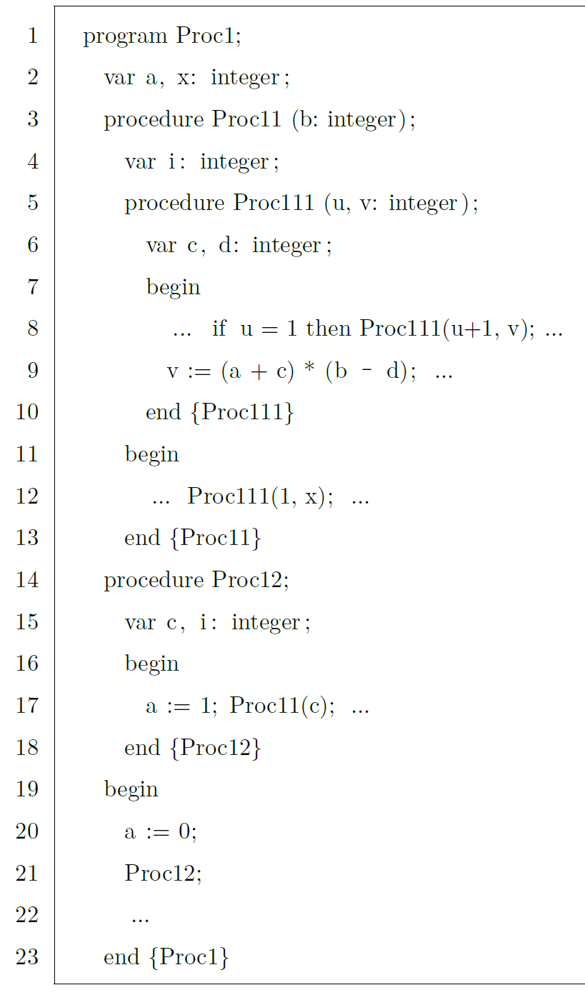 1 program Proc1;
2 var a, x: integer;
3 procedure Proc11 (b: integer);
4 var i: integer;
5 procedure Proc111 (u, v: integer);
6 var c, d: integer;
7 begin
8 ... if u = 1 then Proc111(u+1, v); ...
9 v := (a + c) * (b - d); ...
10 end {Proc111}
11 begin
12 ... Proc111(1, x); ...
13 end {Proc11}
14 procedure Proc12;
15 var c, i: integer;
16 begin
17 a := 1; Proc11(c); ...
18 end {Proc12}
19 begin
20 a := 0;
21 Proc12;
22 ...
23 end {Proc1}